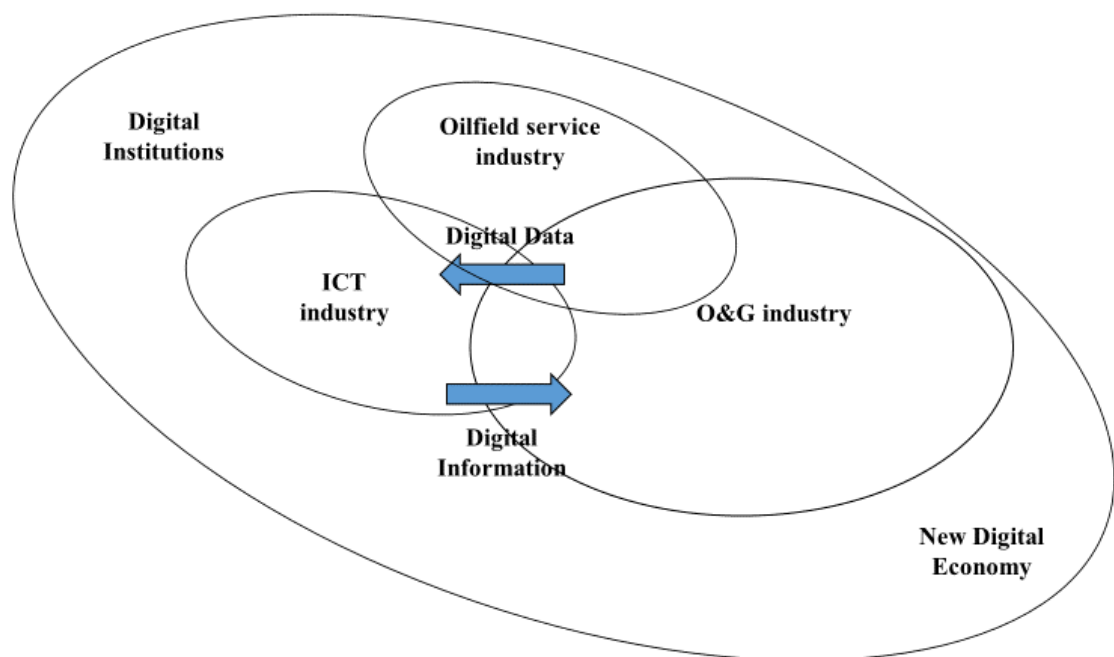 Digital
Institutions
Oilfield service
industry
Digital Data
ICT
industry
O&G industry
Digital
Information
New Digital
Economy